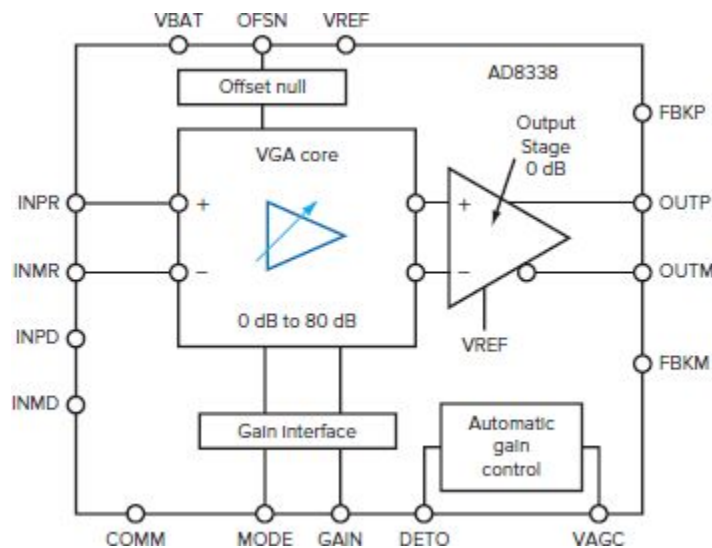 VBAT OFSN VREF
AD8338
Offset null
FBKP
Output
Stage
0 dB
VGA core
INPR
+
+
OUTP
INMR
−
−
OUTM
0 dB to 80 dB
INPD
VREF
FBKM
INMD
Gain interface
Automatic
gain
control
COMM MODE GAIN DETO VAGC